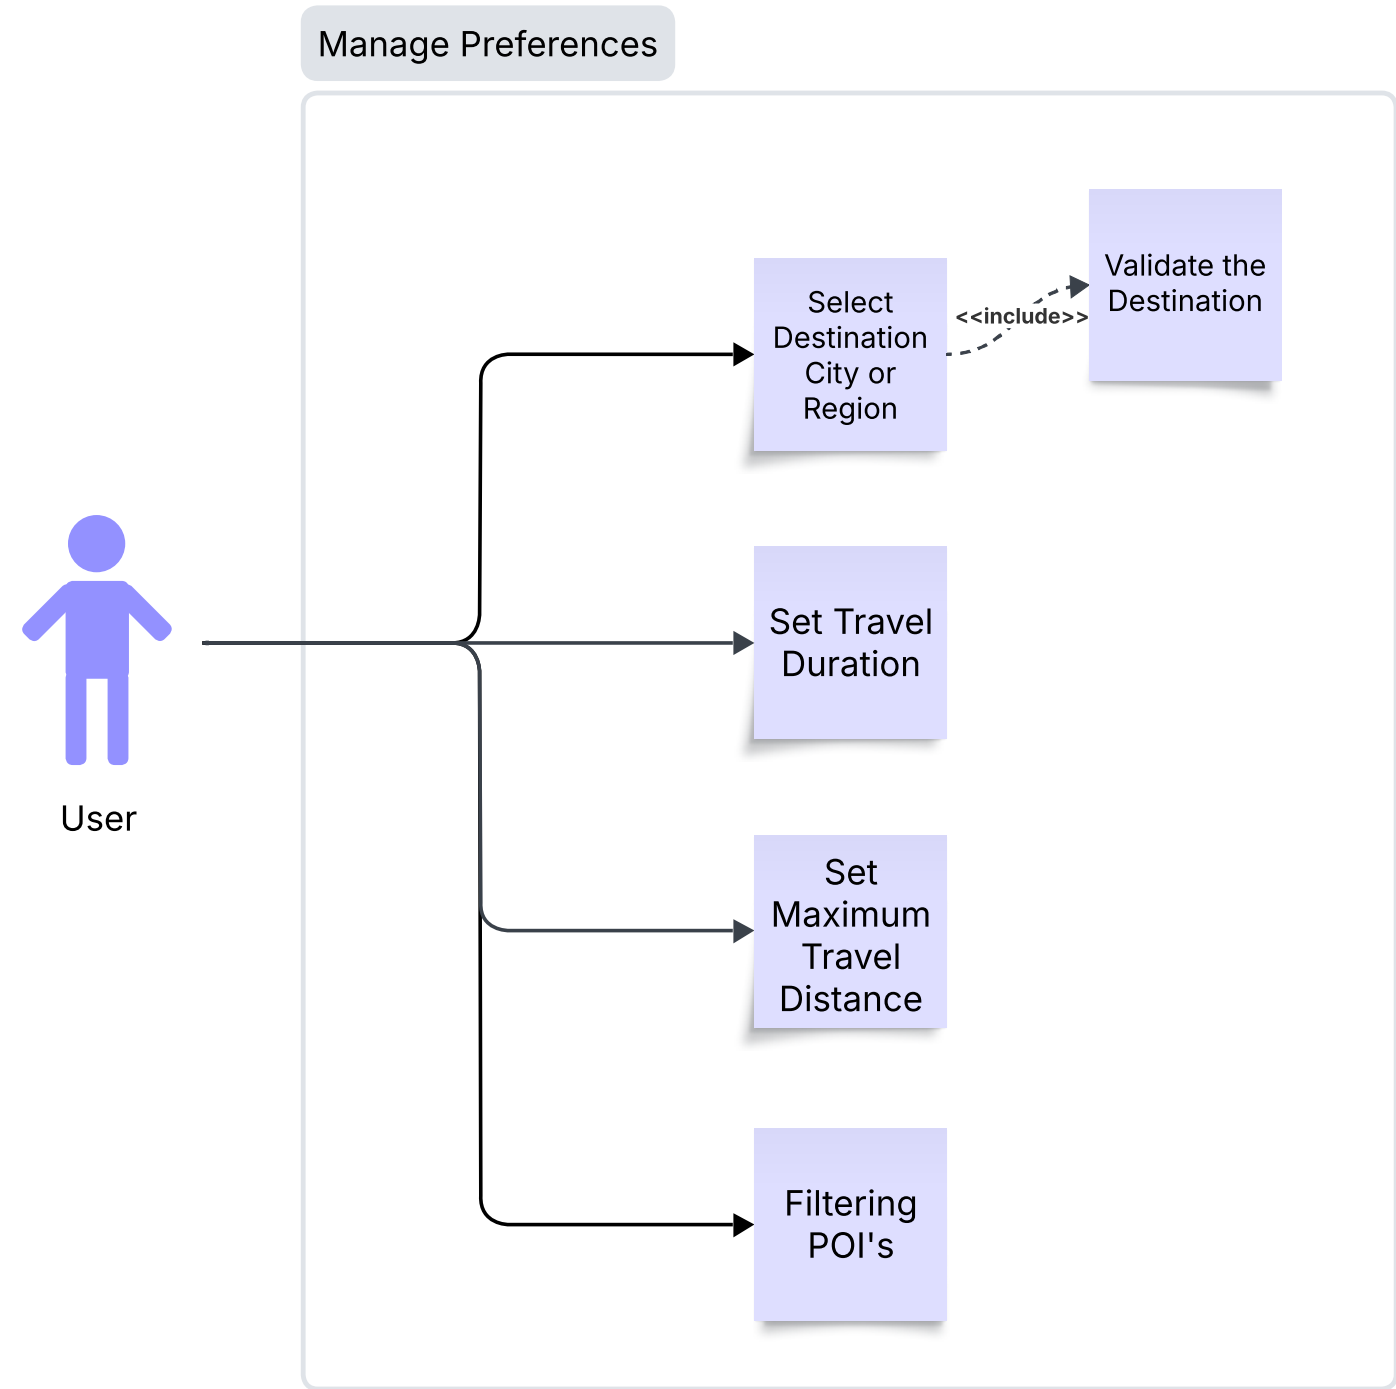 Manage Preferences
Validate the
Destination
Select
Destination
City or
Region
<<include>>
Set Travel
Duration
User
Set
Maximum
Travel
Distance
Filtering
POI's